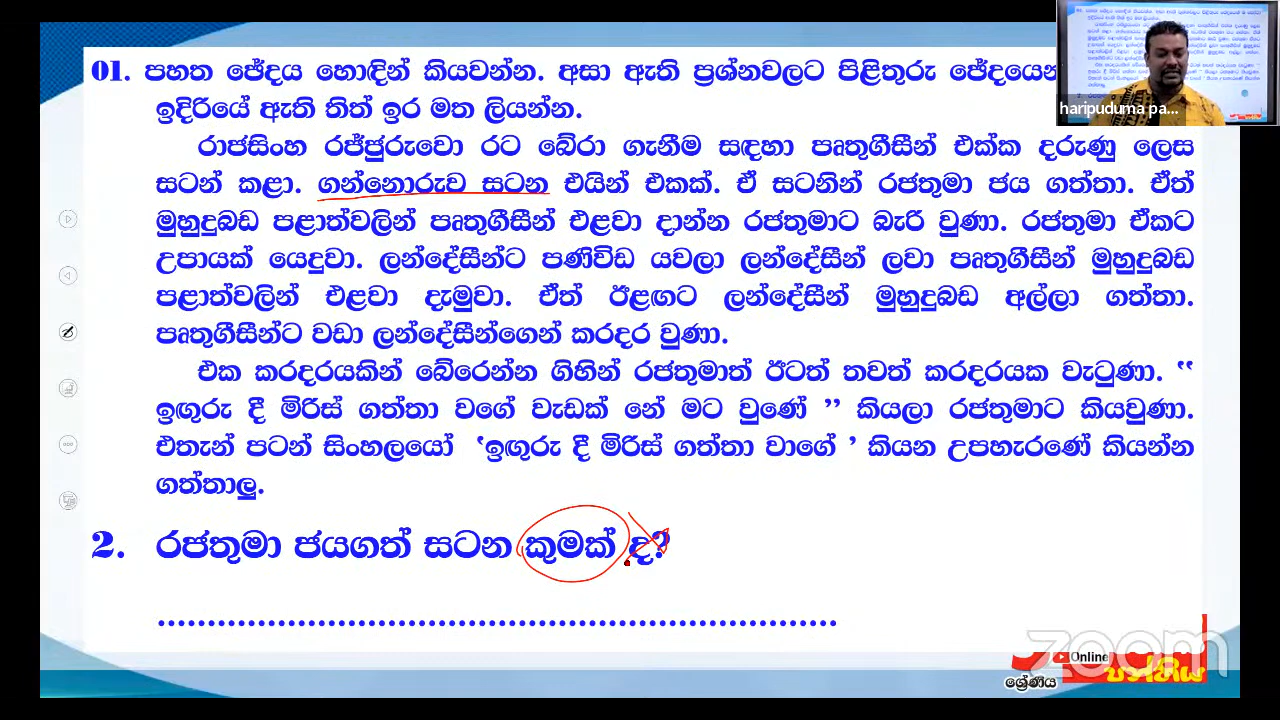 01. පහත ඡේදය හොඳින් කියවන්න. අසා ඇති ප්‍රශ්නවලට පිළිතුරු ඡේදයෙන්
ඉදිරියේ ඇති තිත් ඉර මත ලියන්න.
රාජසිංහ රජ්ජුරුවො රට බේරා ගැනීම සඳහා පෘතුගීසීන් එක්ක දරුණු ලෙස
සටන් කළා. ගන්නොරුව සටන එයින් එකක්. ඒ සටනින් රජතුමා ජය ගත්තා. ඒත්
මුහුදුබඩ පළාත්වලින් පෘතුගීසීන් එළවා දාන්න රජතුමාට බැරි වුණා. රජතුමා ඒකට
උපායක් යෙදුවා. ලන්දේසීන්ට පණිවිඩ යවලා ලන්දේසීන් ලවා පෘතුගීසීන් මුහුදුබඩ
පළාත්වලින් එළවා දැමුවා. ඒත් ඊළඟට ලන්දේසීන් මුහුදුබඩ අල්ලා ගත්තා.
පෘතුගීසීන්ට වඩා ලන්දේසීන්ගෙන් කරදර වුණා.
එක කරදරයකින් බේරෙන්න ගිහින් රජතුමාත් ඊටත් තවත් කරදරයක වැටුණා. “
ඉඟුරු දී මිරිස් ගත්තා වගේ වැඩක් නේ මට වුණේ ” කියලා රජතුමාට කියවුණා.
එතැන් පටන් සිංහලයෝ ‘ඉඟුරු දී මිරිස් ගත්තා වාගේ ’ කියන උපහැරණේ කියන්න
ගත්තාලු.
2. රජතුමා ජයගත් සටන කුමක් ද?
haripuduma pa...
zoom
Online
ශ්‍රේණිය
පන්තිය